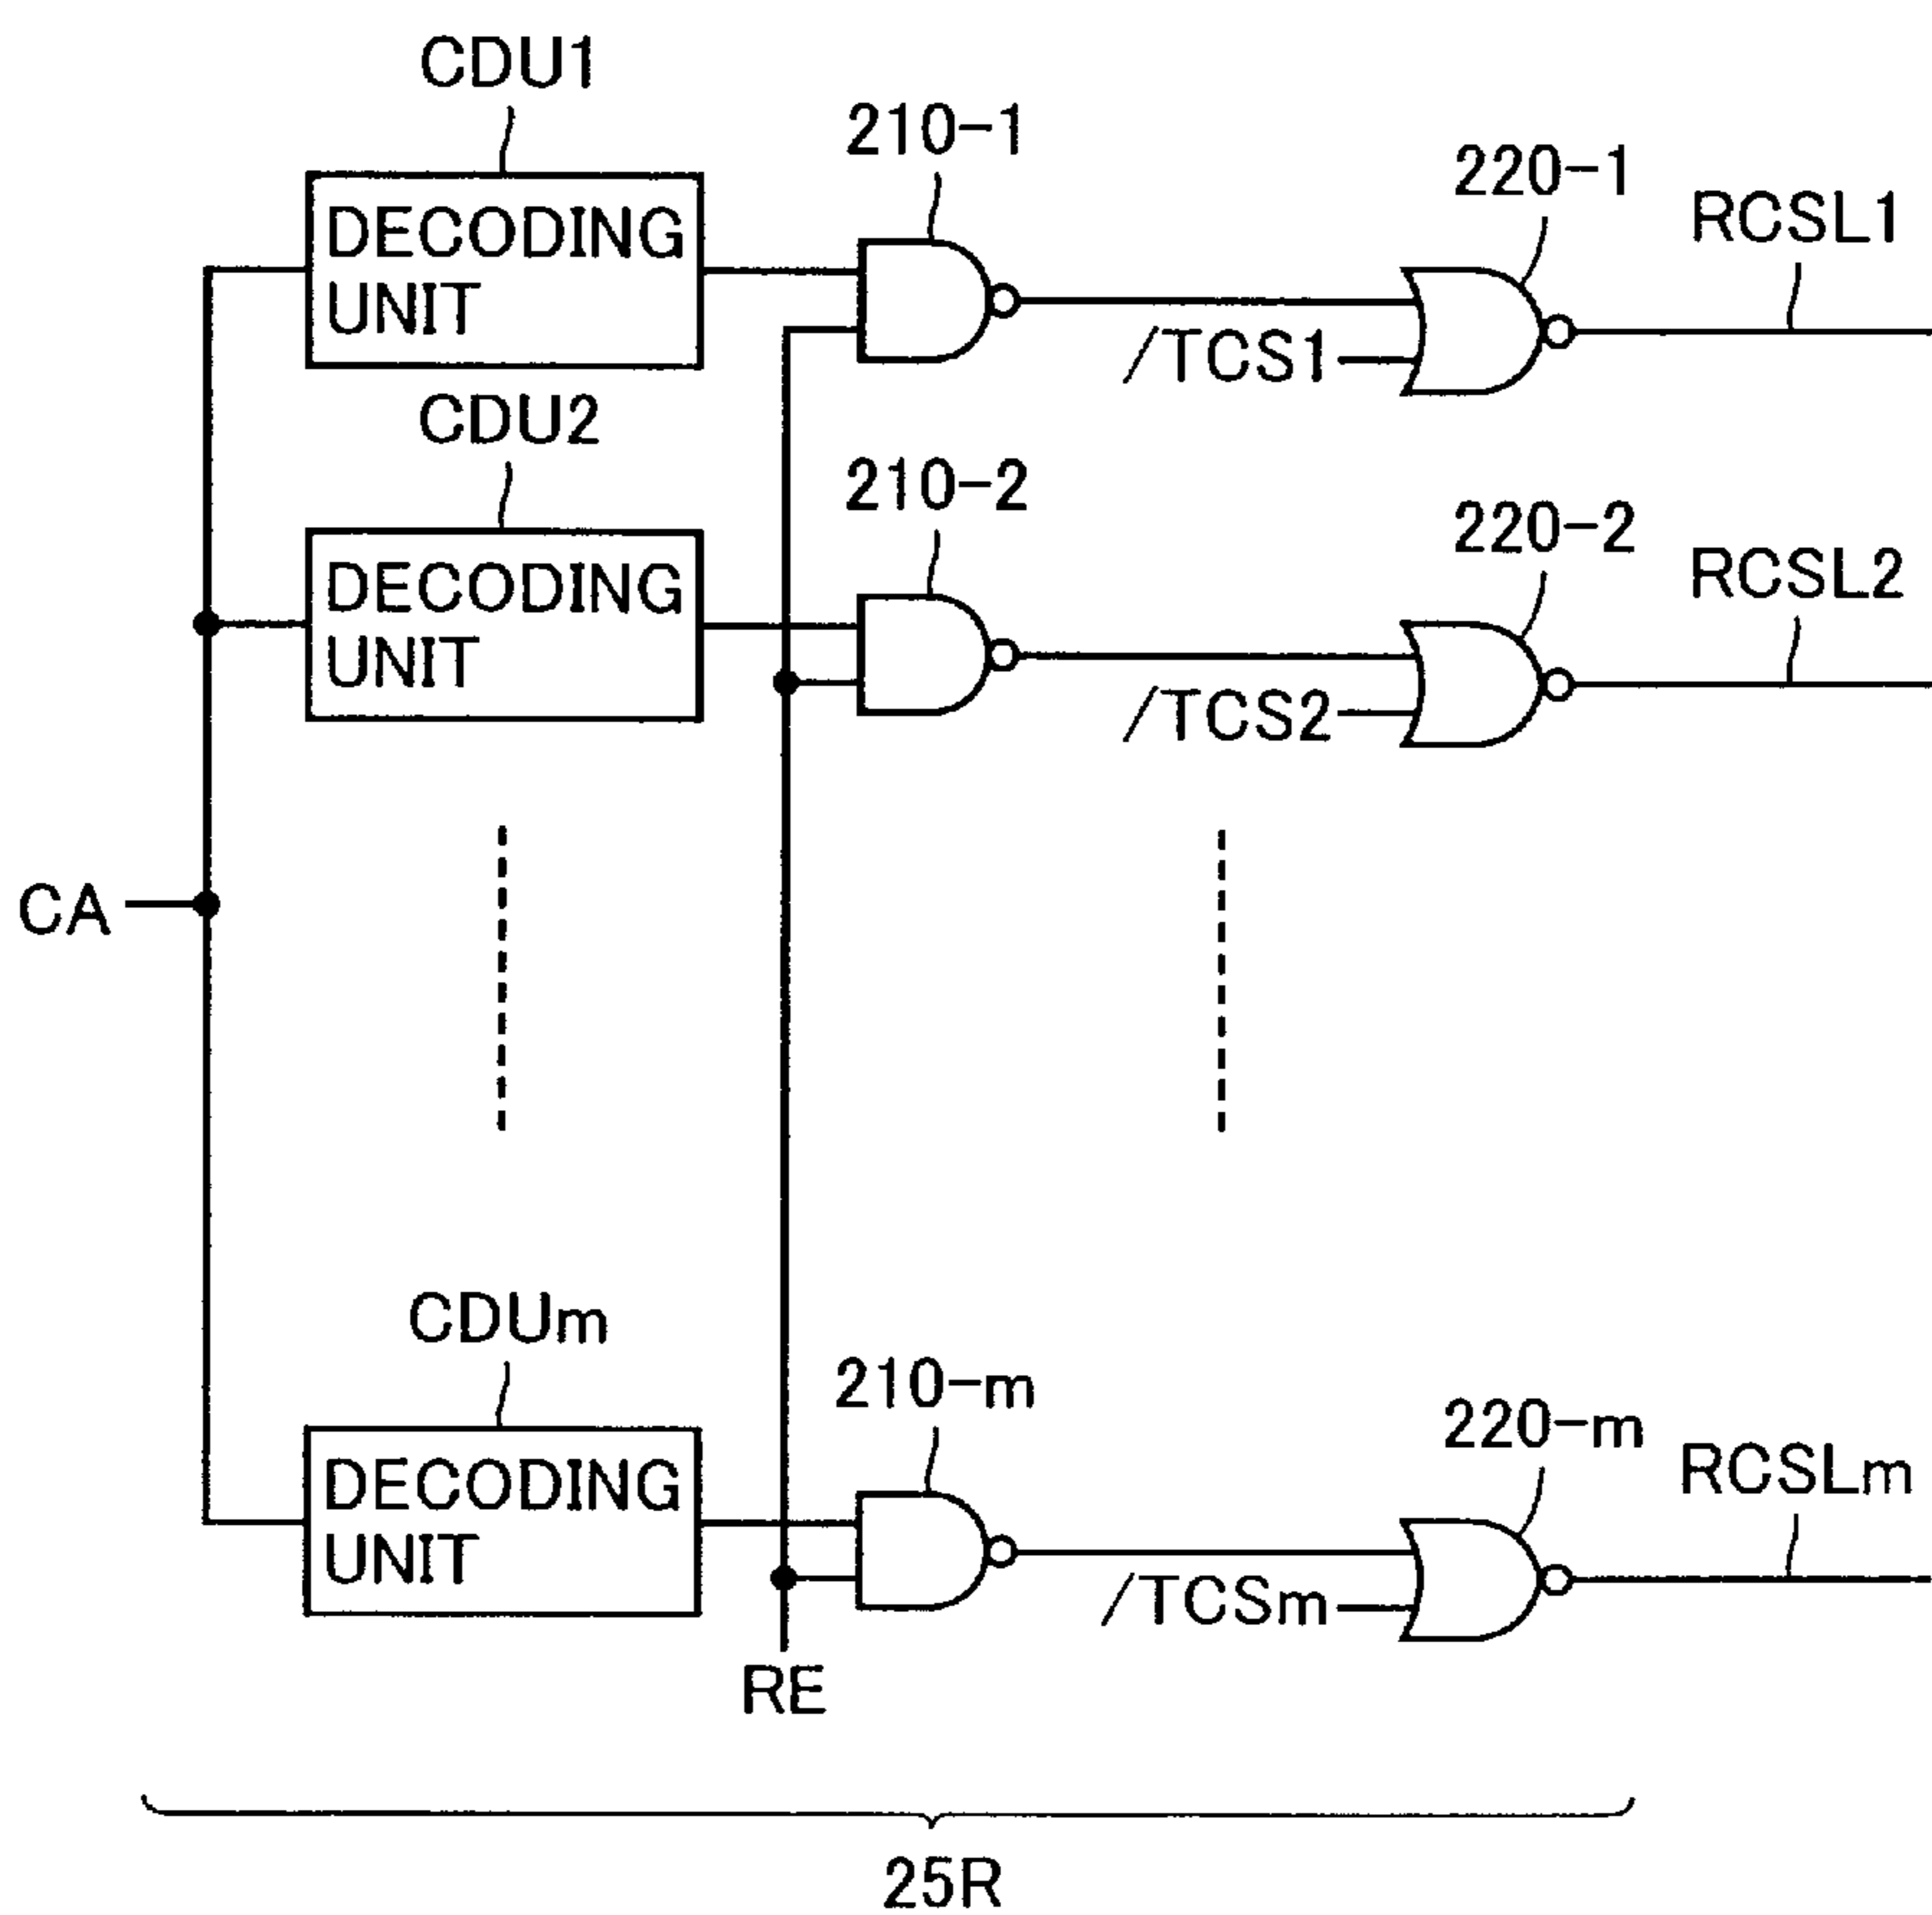 CDU1
210-1
220-1
RCSL1
DECODING
UNIT
/TCS1
CDU2
210-2
220-2
RCSL2
DECODING
UNIT
/TCS2
CA
CDUm
210-m
220-m
RCSLm
DECODING
UNIT
/TCSm
RE
25R